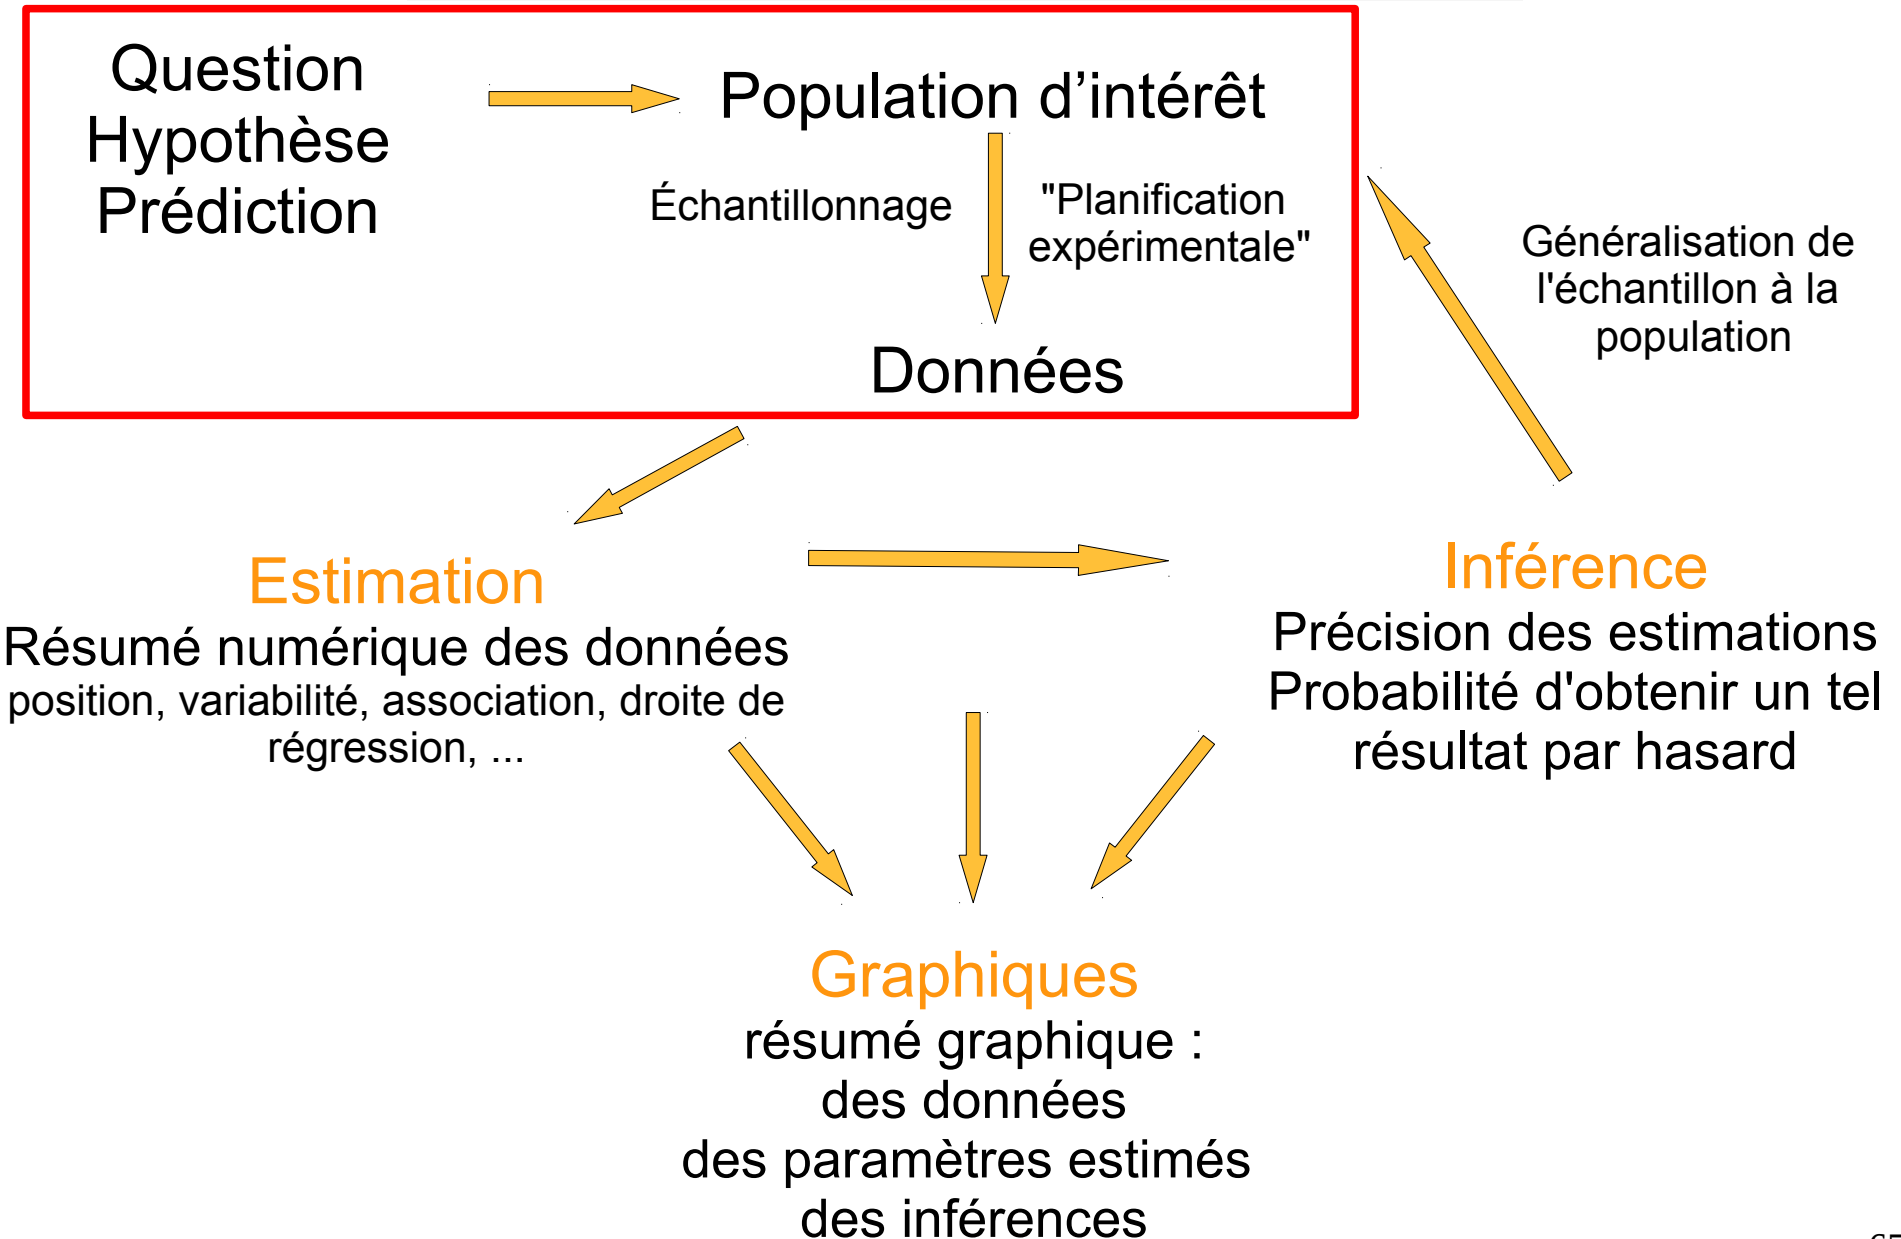 Question
Hypothèse
Prédiction
Population d’intérêt
Échantillonnage
"Planification
expérimentale"
Données
Généralisation de
l'échantillon à la
population
Estimation
Résumé numérique des données
position, variabilité, association, droite de
régression, ...
Inférence
Précision des estimations
Probabilité d'obtenir un tel
résultat par hasard
Graphiques
résumé graphique :
des données
des paramètres estimés
des inférences